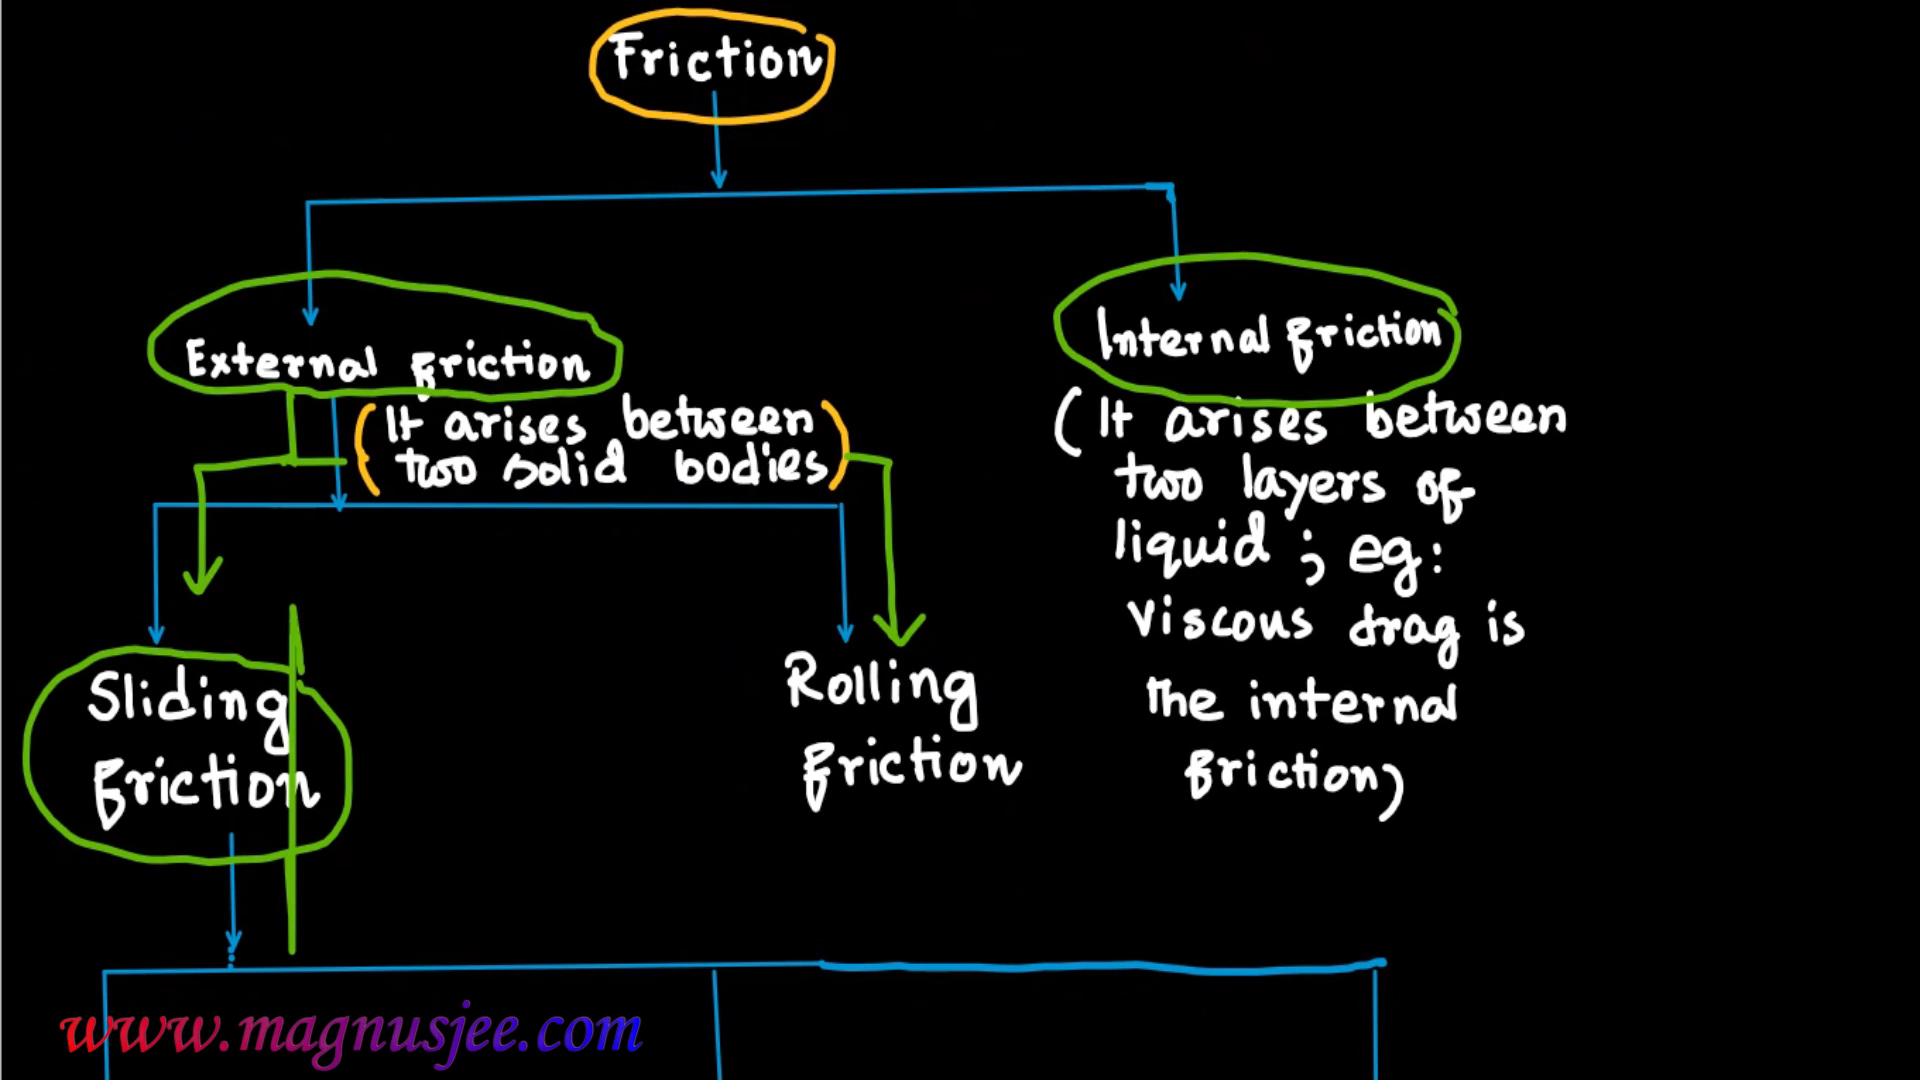 Friction
External friction
(It arises between
two solid bodies)
Internal friction
(It arises between
two layers of
liquid ; eg:
viscous drag is
the internal
friction)
Sliding
friction
Rolling
friction
www.magnusjee.com